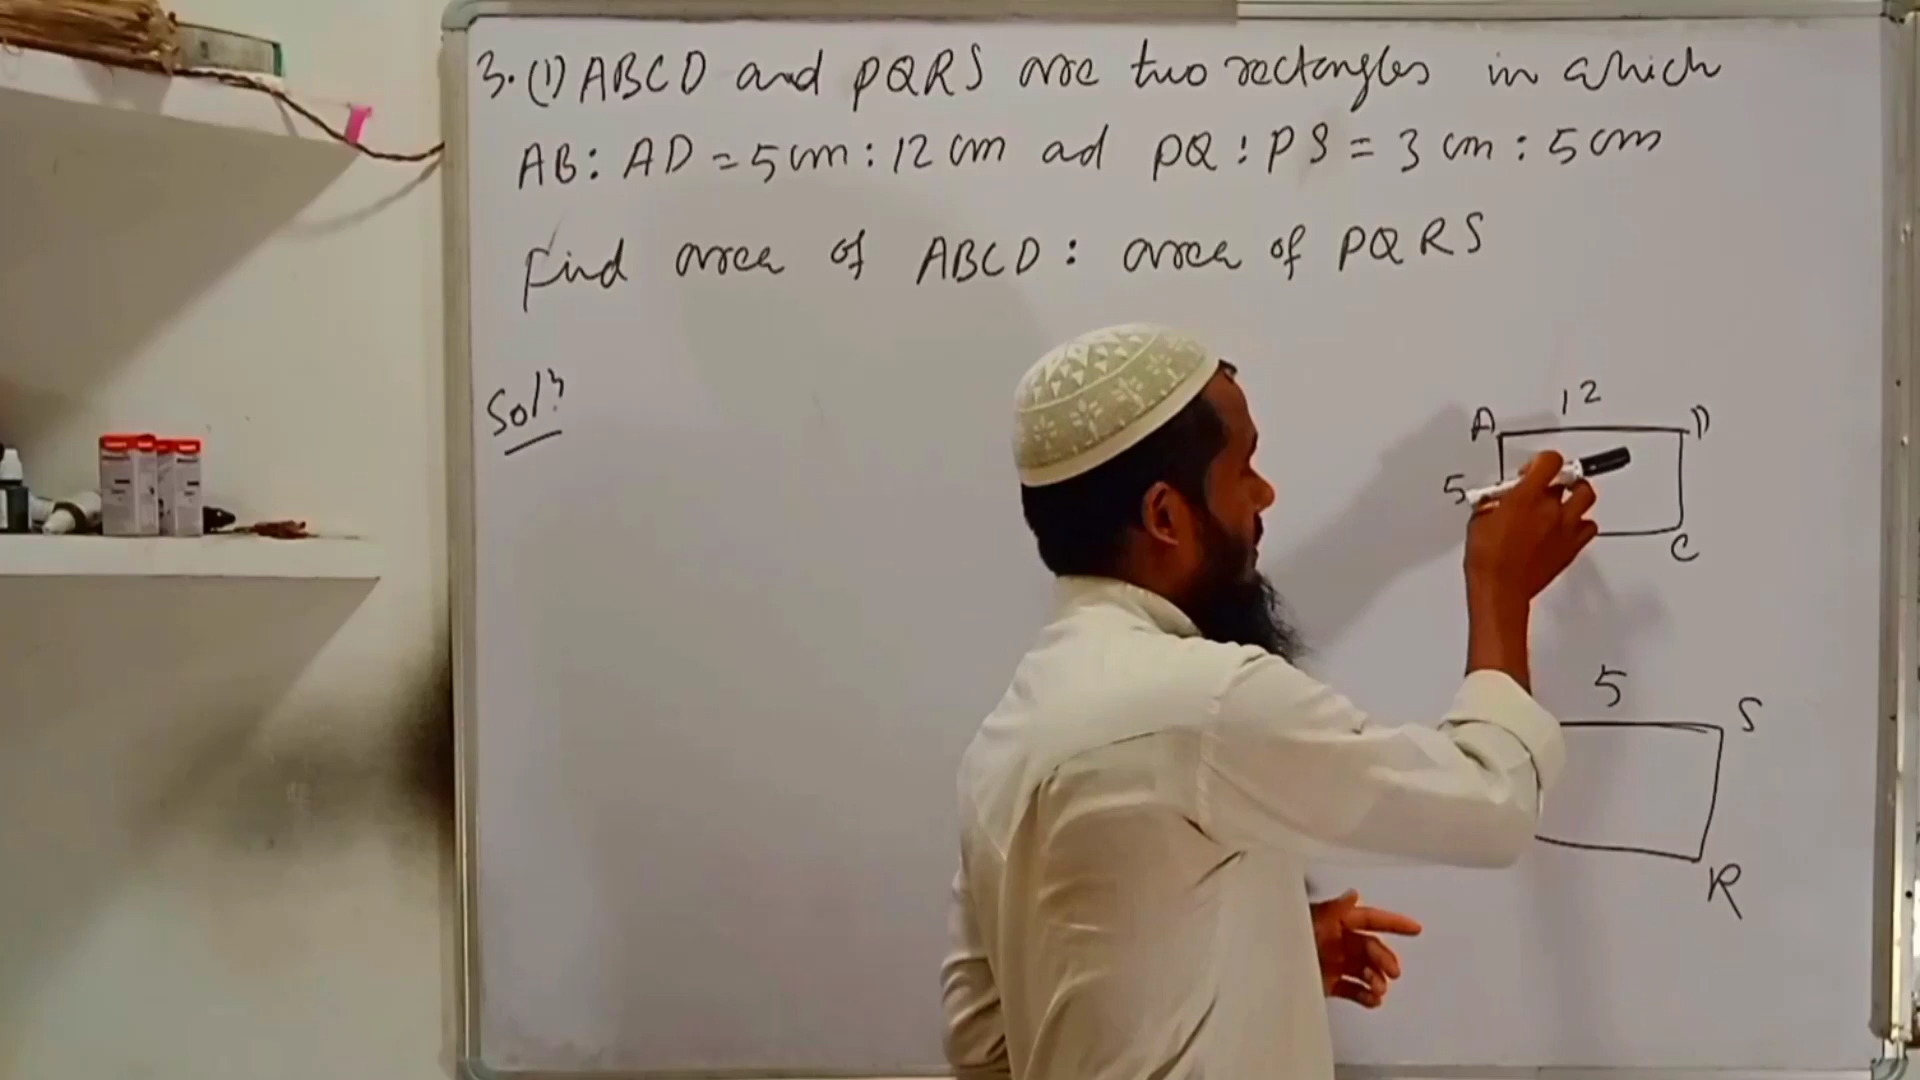 3. (1) ABCD and PQRS are two rectangles in which
AB : AD = 5 cm : 12 cm ad PQ : PS = 3 cm : 5 cm
find area of ABCD : area of PQRS
Sol?
12
A D
5
C
5
S
R